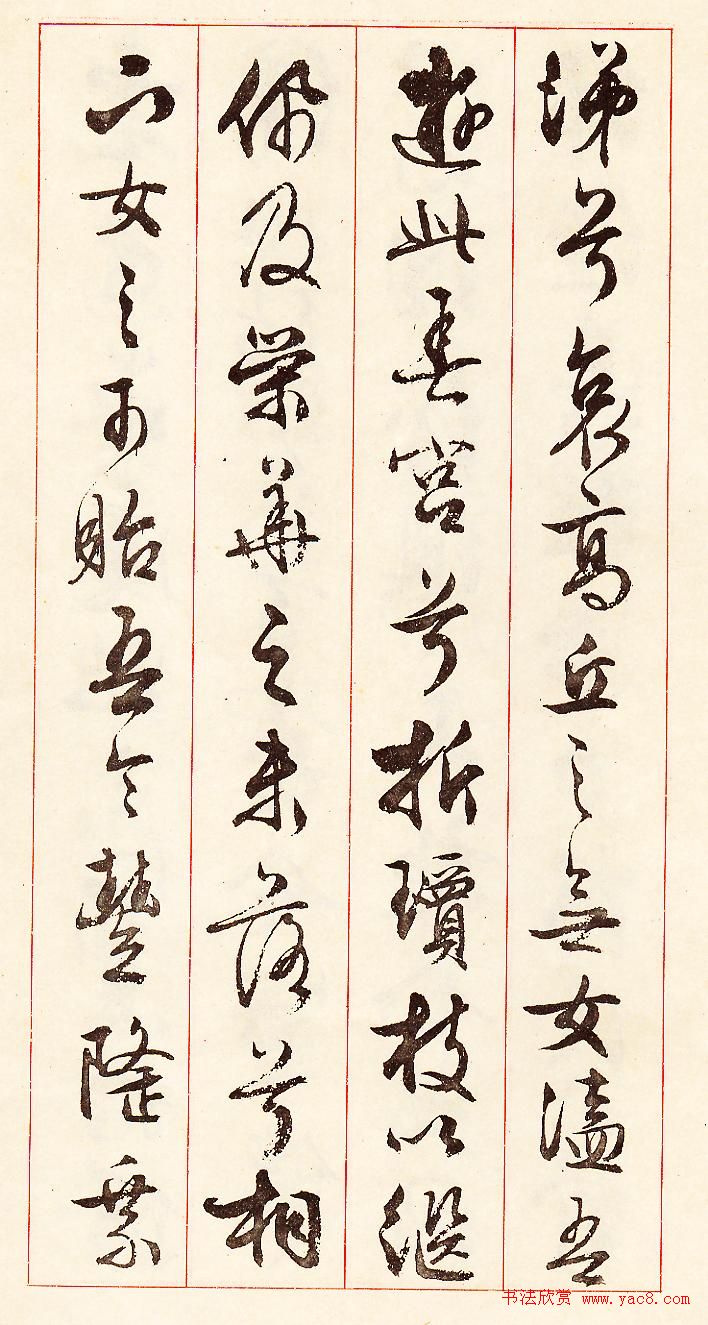 涕兮哀高丘之無女溘吾
遊此春宮兮折瓊枝以繼
佩及榮華之未落兮相
下女之可貽吾令豐隆乘
书法欣赏 www.yac8.com